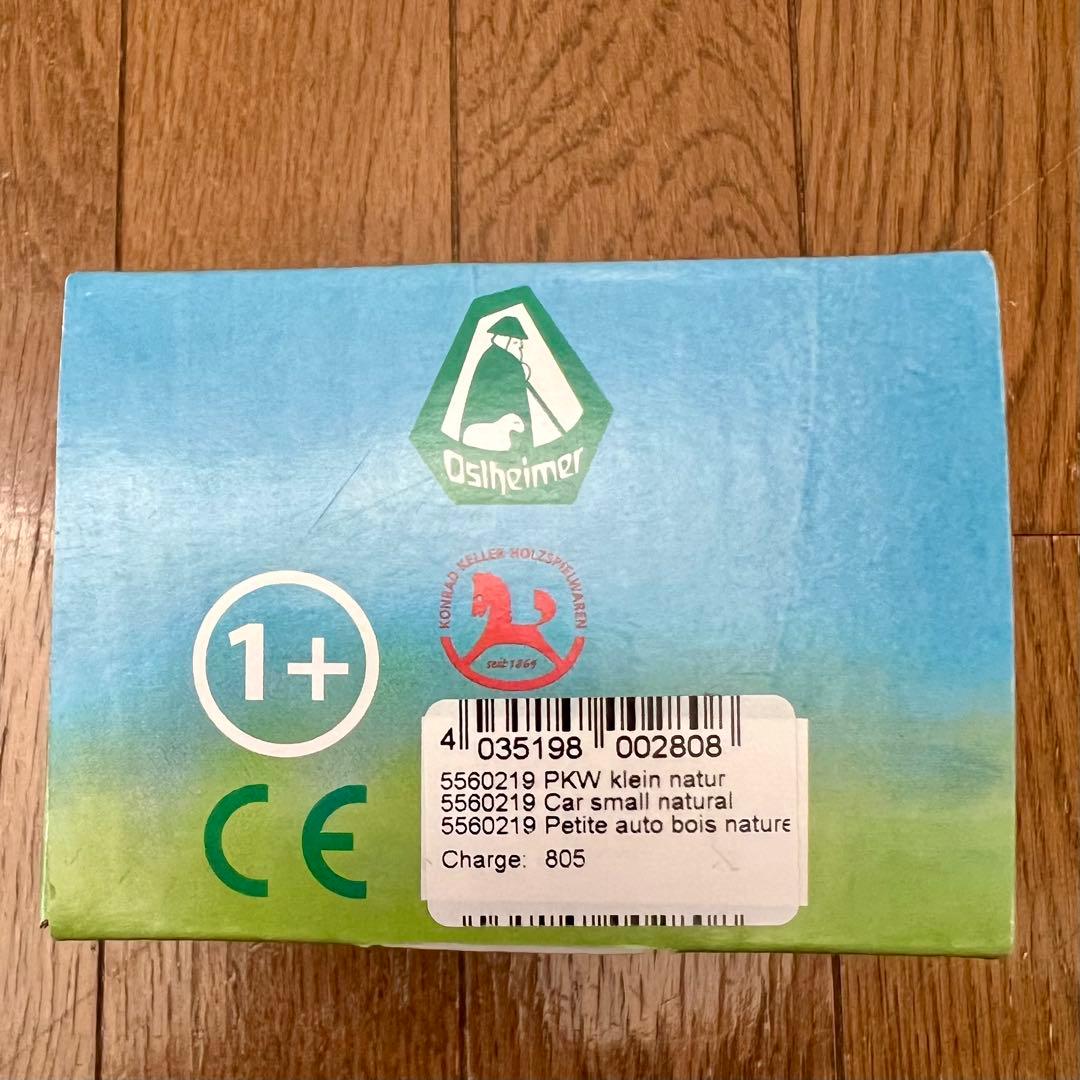 Ostheimer
KONRAD KELLER HOLZSPIELWAREN
seit 1864
1+
CE
4 035198 002808
5560219 PKW klein natur
5560219 Car small natural
5560219 Petite auto bois nature
Charge: 805